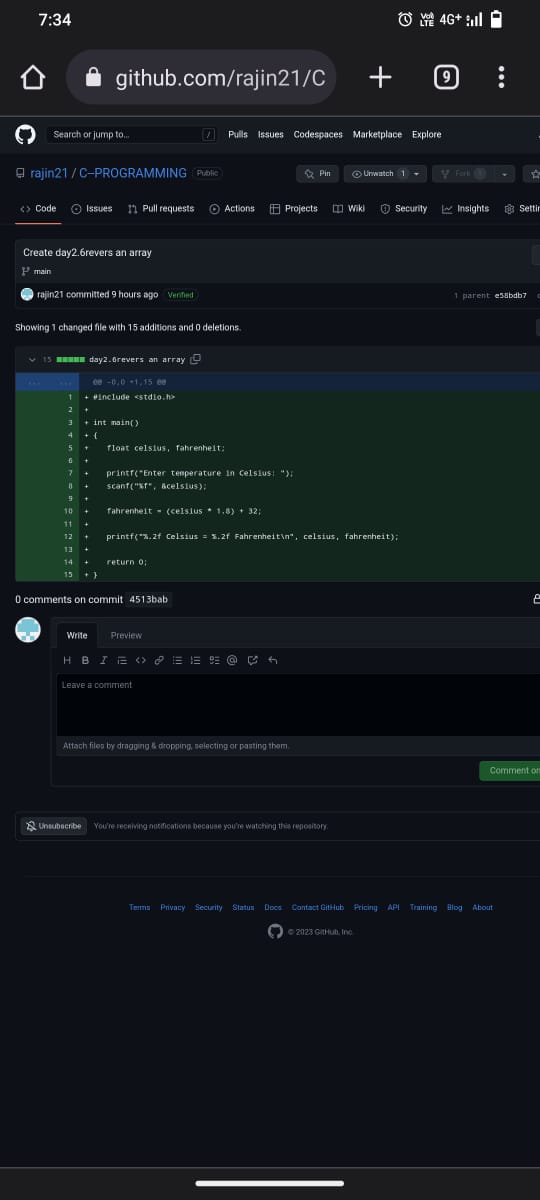 7:34
Vo) LTE 4G+
github.com/rajin21/C
9
Search or jump to...
/
Pulls Issues Codespaces Marketplace Explore
rajin21 / C--PROGRAMMING Public
Pin
Unwatch 1
Fork
Code Issues Pull requests Actions Projects Wiki Security Insights Settin
Create day2.6revers an array
main
rajin21 committed 9 hours ago Verified
1 parent e58bdb7
Showing 1 changed file with 15 additions and 0 deletions.
15 day2.6revers an array
... ... @@ -0,0 +1,15 @@
1 + #include <stdio.h>
2 +
3 + int main()
4 + {
5 + float celsius, fahrenheit;
6 +
7 + printf("Enter temperature in Celsius: ");
8 + scanf("%f", &celsius);
9 +
10 + fahrenheit = (celsius * 1.8) + 32;
11 +
12 + printf("%.2f Celsius = %.2f Fahrenheit\n", celsius, fahrenheit);
13 +
14 + return 0;
15 + }
0 comments on commit 4513bab
Write Preview
Leave a comment
Attach files by dragging & dropping, selecting or pasting them.
Comment on
Unsubscribe You're receiving notifications because you're watching this repository.
Terms Privacy Security Status Docs Contact GitHub Pricing API Training Blog About
© 2023 GitHub, Inc.